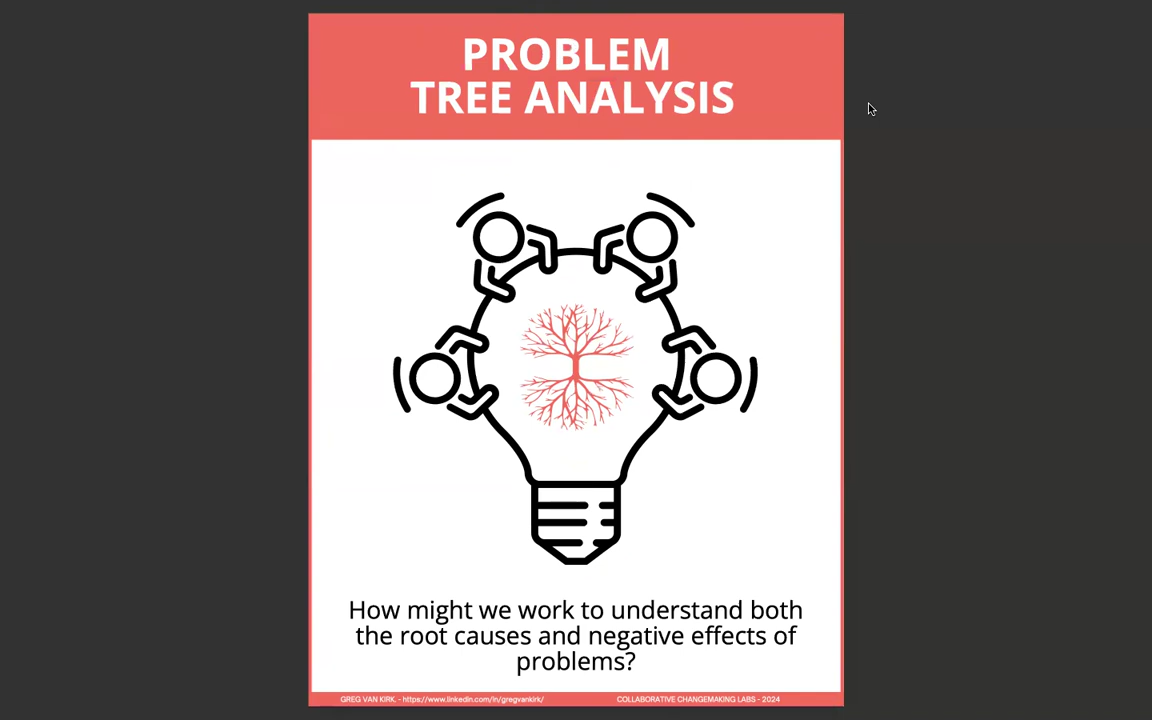 PROBLEM
TREE ANALYSIS
How might we work to understand both
the root causes and negative effects of
problems?
GREG VAN KIRK. - https://www.linkedin.com/in/gregvankirk/
COLLABORATIVE CHANGEMAKING LABS - 2024